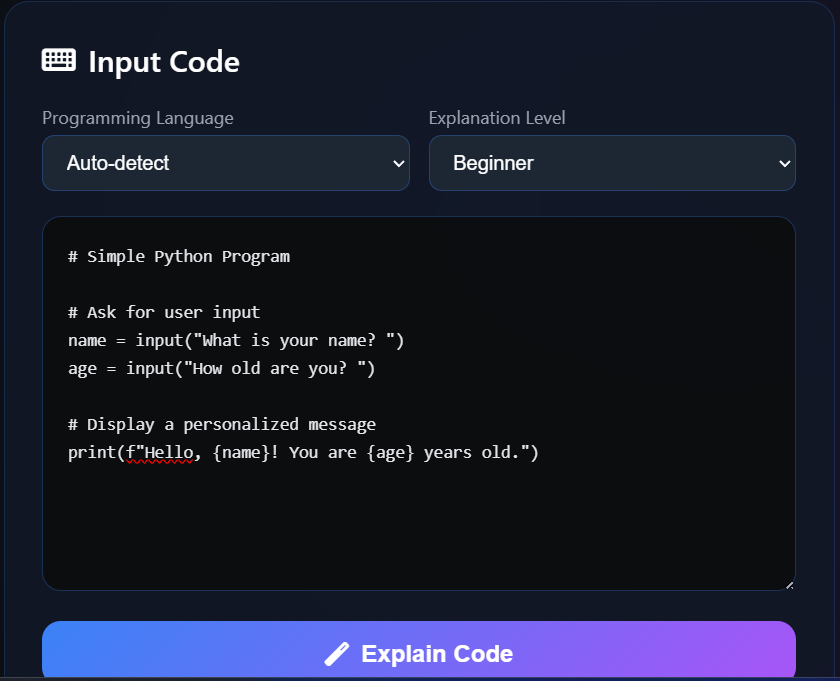 Input Code
Programming Language
Explanation Level
Auto-detect
Beginner
# Simple Python Program
# Ask for user input
name = input("What is your name? ")
age = input("How old are you? ")
# Display a personalized message
print(f"Hello, {name}! You are {age} years old.")
Explain Code